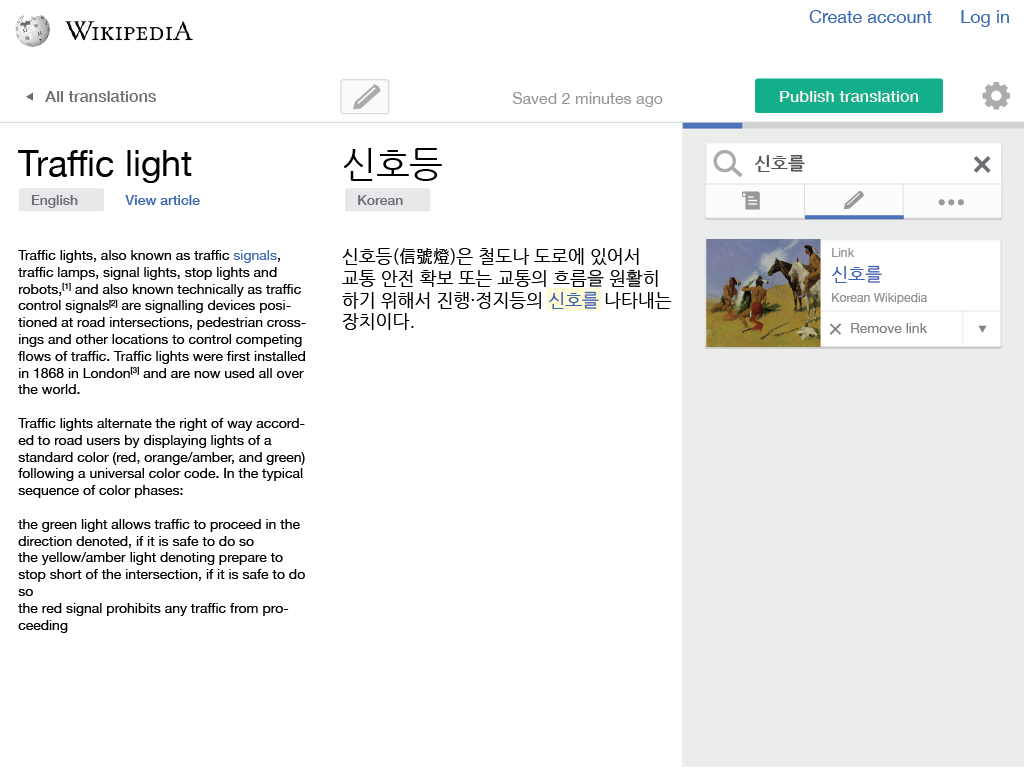 WIKIPEDIA
Create account Log in
All translations
Saved 2 minutes ago
Publish translation
Traffic light
English View article
Traffic lights, also known as traffic signals,
traffic lamps, signal lights, stop lights and
robots,[1] and also known technically as traffic
control signals[2] are signalling devices posi-
tioned at road intersections, pedestrian cross-
ings and other locations to control competing
flows of traffic. Traffic lights were first installed
in 1868 in London[3] and are now used all over
the world.
Traffic lights alternate the right of way accord-
ed to road users by displaying lights of a
standard color (red, orange/amber, and green)
following a universal color code. In the typical
sequence of color phases:
the green light allows traffic to proceed in the
direction denoted, if it is safe to do so
the yellow/amber light denoting prepare to
stop short of the intersection, if it is safe to do
so
the red signal prohibits any traffic from pro-
ceeding
신호등
Korean
신호등(信號燈)은 철도나 도로에 있어서
교통 안전 확보 또는 교통의 흐름을 원활히
하기 위해서 진행·정지등의 신호를 나타내는
장치이다.
신호를
Link
신호를
Korean Wikipedia
Remove link